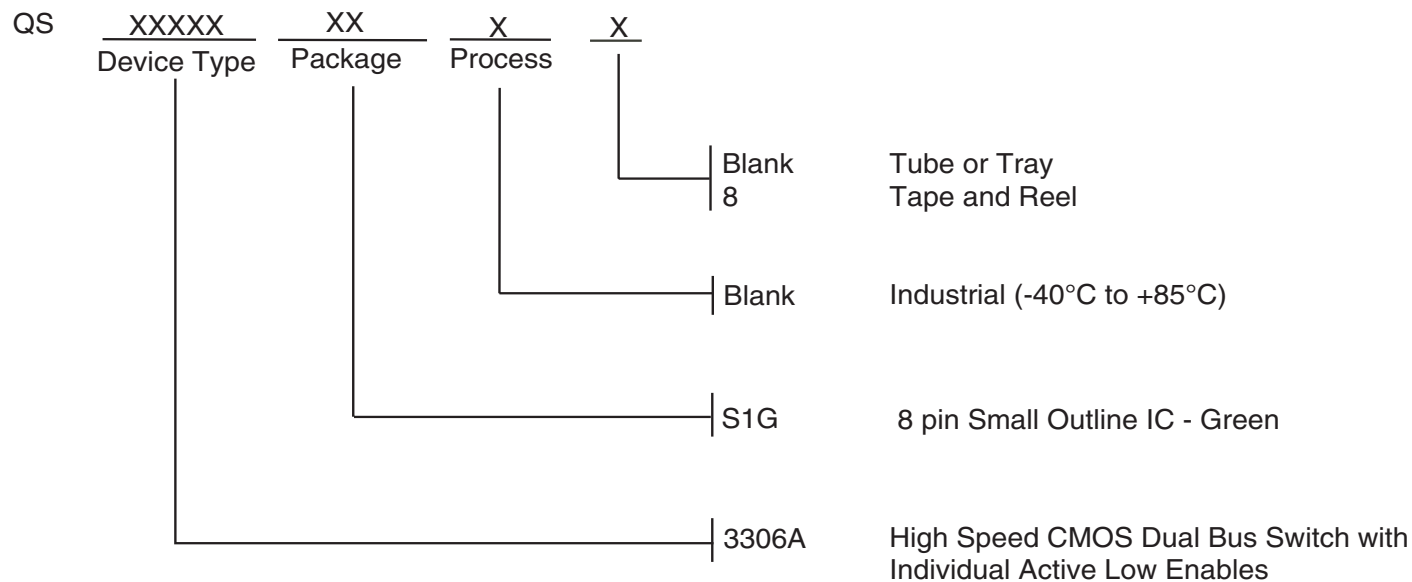 QS XXXXX XX X X
Device Type Package Process
Blank Tube or Tray
8 Tape and Reel
Blank Industrial (-40°C to +85°C)
S1G 8 pin Small Outline IC - Green
3306A High Speed CMOS Dual Bus Switch with
Individual Active Low Enables